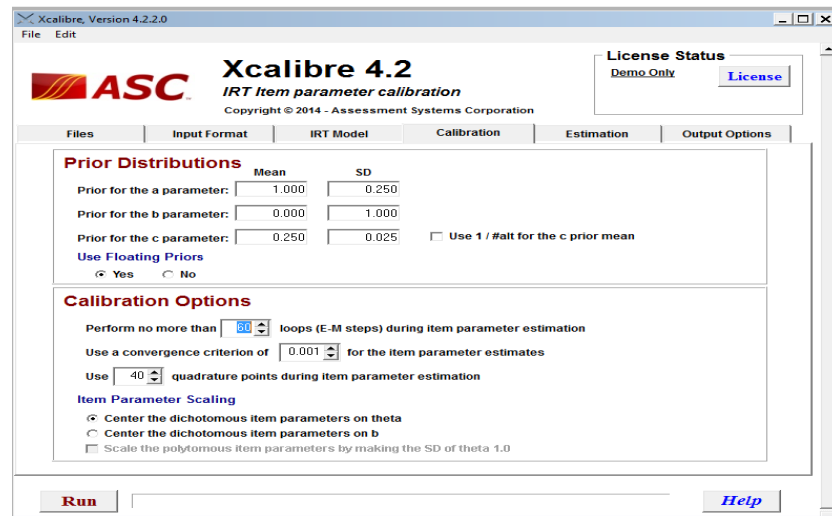 Xcalibre, Version 4.2.2.0
File Edit
ASC
Xcalibre 4.2
IRT Item parameter calibration
Copyright © 2014 - Assessment Systems Corporation
License Status
Demo Only License
Files Input Format IRT Model Calibration Estimation Output Options
Prior Distributions
Mean SD
Prior for the a parameter: 1.000 0.250
Prior for the b parameter: 0.000 1.000
Prior for the c parameter: 0.250 0.025 Use 1 / #alt for the c prior mean
Use Floating Priors
Yes No
Calibration Options
Perform no more than 60 loops (E-M steps) during item parameter estimation
Use a convergence criterion of 0.001 for the item parameter estimates
Use 40 quadrature points during item parameter estimation
Item Parameter Scaling
Center the dichotomous item parameters on theta
Center the dichotomous item parameters on b
Scale the polytomous item parameters by making the SD of theta 1.0
Run Help